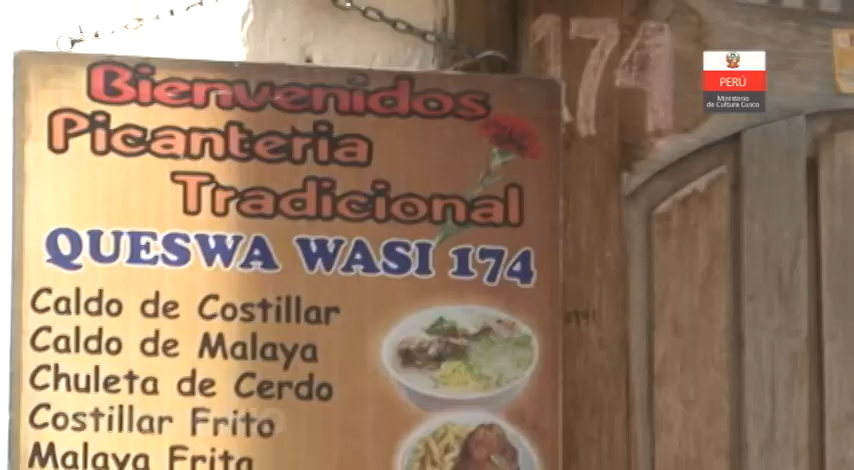 Bienvenidos
Picanteria
Tradicional
QUESWA WASI 174
Caldo de Costillar
Caldo de Malaya
Chuleta de Cerdo
Costillar Frito
Malaya Frita
174
PERÚ
Ministerio
de Cultura Cusco